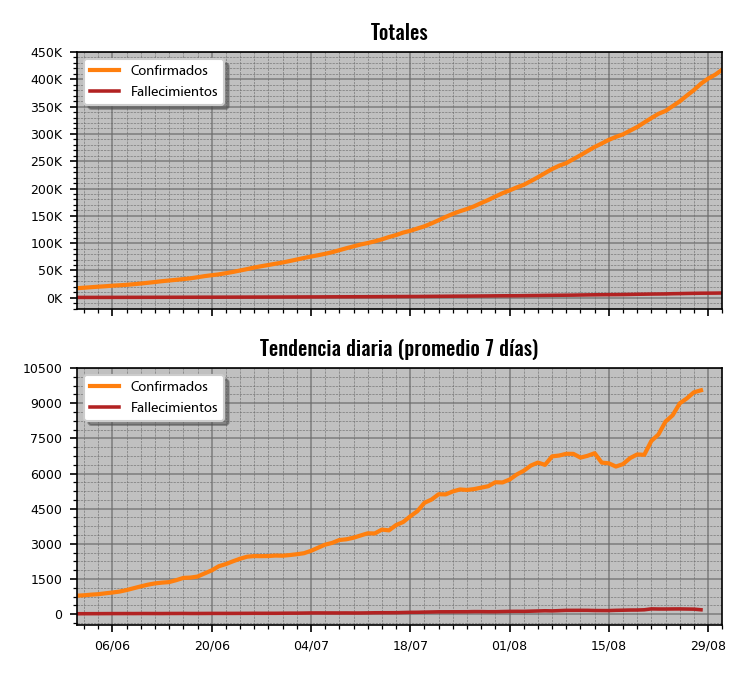 Totales
450K
400K
350K
300K
250K
200K
150K
100K
50K
0K
Confirmados
Fallecimientos
Tendencia diaria (promedio 7 días)
10500
9000
7500
6000
4500
3000
1500
0
Confirmados
Fallecimientos
06/06 20/06 04/07 18/07 01/08 15/08 29/08